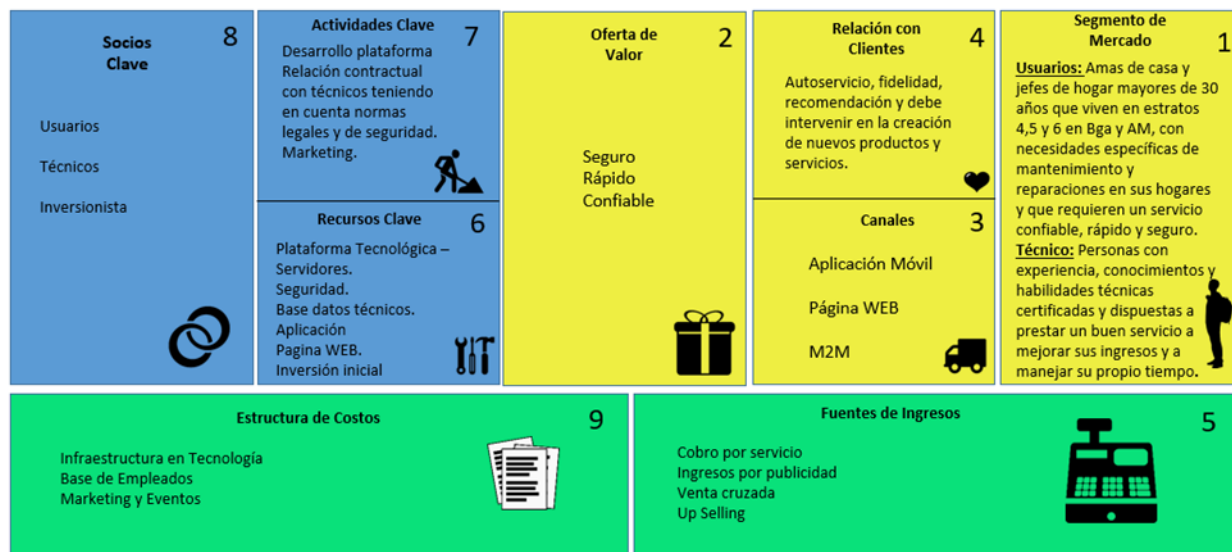 Socios
Clave
8
Usuarios
Técnicos
Inversionista
Actividades Clave
7
Desarrollo plataforma
Relación contractual
con técnicos teniendo
en cuenta normas
legales y de seguridad.
Marketing.
Recursos Clave
6
Plataforma Tecnológica –
Servidores.
Seguridad.
Base datos técnicos.
Aplicación
Pagina WEB.
Inversión inicial
Oferta de
Valor
2
Seguro
Rápido
Confiable
Relación con
Clientes
4
Autoservicio, fidelidad,
recomendación y debe
intervenir en la creación
de nuevos productos y
servicios.
Canales
3
Aplicación Móvil
Página WEB
M2M
Segmento de
Mercado
1
Usuarios: Amas de casa y
jefes de hogar mayores de 30
años que viven en estratos
4,5 y 6 en Bga y AM, con
necesidades específicas de
mantenimiento y
reparaciones en sus hogares
y que requieren un servicio
confiable, rápido y seguro.
Técnico: Personas con
experiencia, conocimientos y
habilidades técnicas
certificadas y dispuestas a
prestar un buen servicio a
mejorar sus ingresos y a
manejar su propio tiempo.
Estructura de Costos
9
Infraestructura en Tecnología
Base de Empleados
Marketing y Eventos
Fuentes de Ingresos
5
Cobro por servicio
Ingresos por publicidad
Venta cruzada
Up Selling